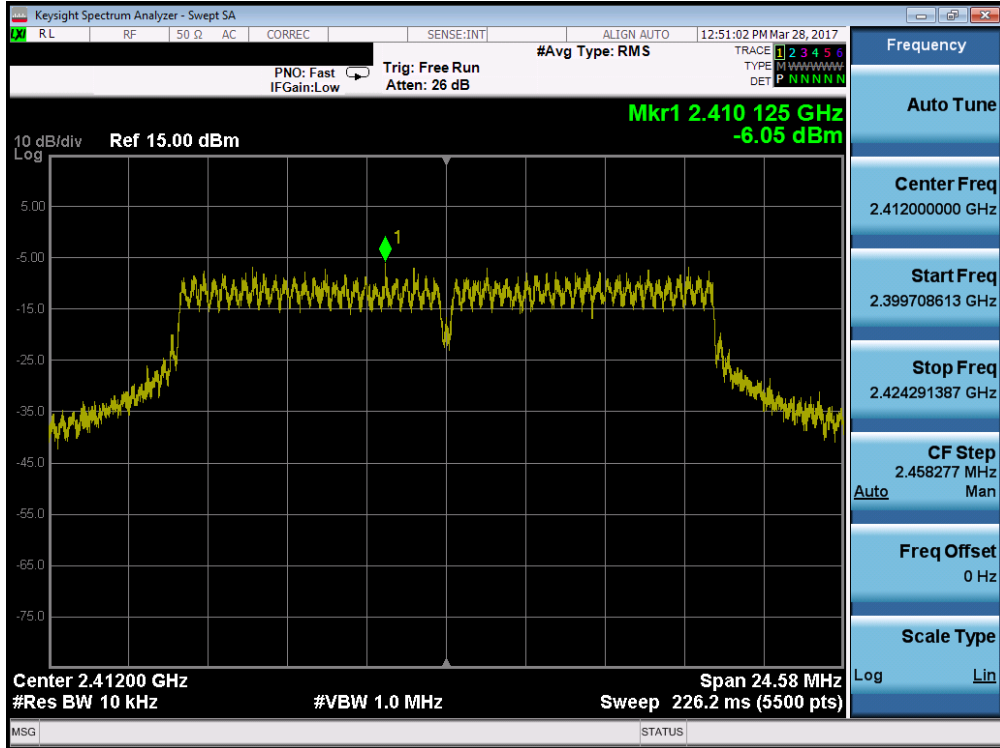 Keysight Spectrum Analyzer - Swept SA
LXI RL RF 50 Ω AC CORREC SENSE:INT ALIGN AUTO 12:51:02 PM Mar 28, 2017
#Avg Type: RMS TRACE 1 2 3 4 5 6
PNO: Fast Trig: Free Run TYPE M WWWWW
IFGain:Low Atten: 26 dB DET P N N N N N
Mkr1 2.410 125 GHz
-6.05 dBm
10 dB/div Ref 15.00 dBm
Log
5.00
1
-5.00
-15.0
-25.0
-35.0
-45.0
-55.0
-65.0
-75.0
Center 2.41200 GHz Span 24.58 MHz
#Res BW 10 kHz #VBW 1.0 MHz Sweep 226.2 ms (5500 pts)
MSG STATUS
Frequency
Auto Tune
Center Freq
2.412000000 GHz
Start Freq
2.399708613 GHz
Stop Freq
2.424291387 GHz
CF Step
2.458277 MHz
Auto Man
Freq Offset
0 Hz
Scale Type
Log Lin